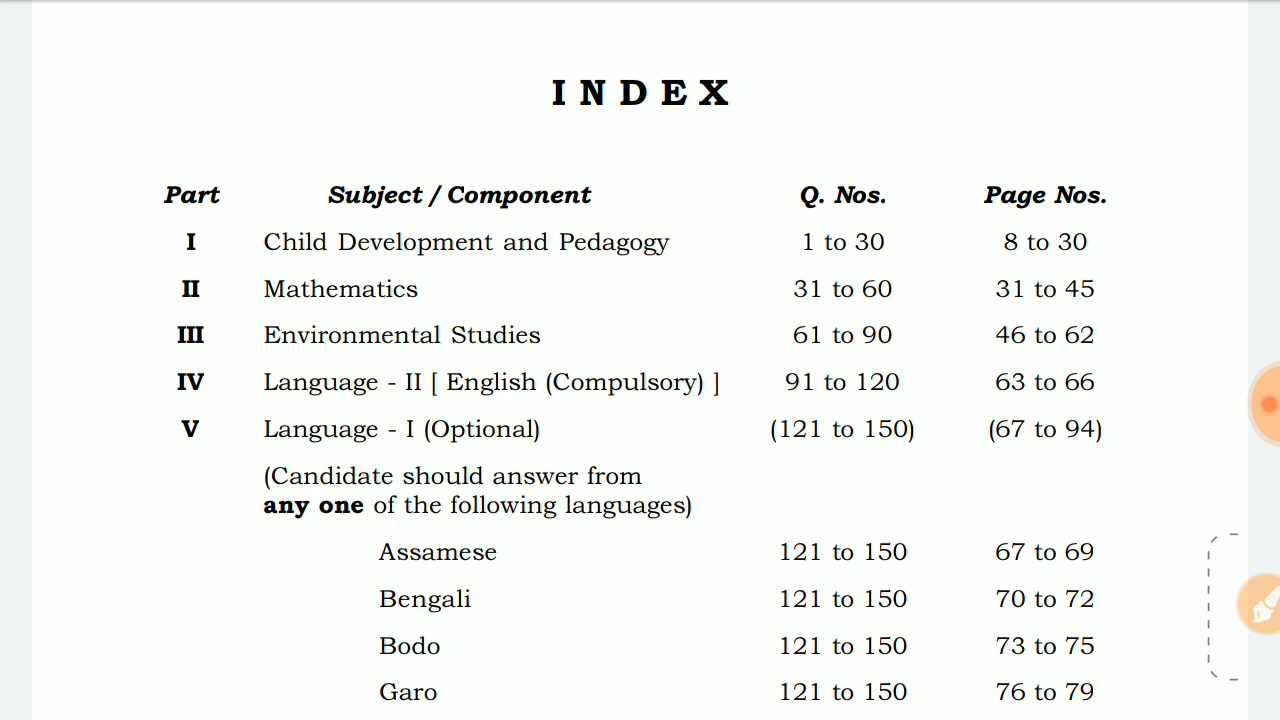 INDEX
Part Subject / Component Q. Nos. Page Nos.
I Child Development and Pedagogy 1 to 30 8 to 30
II Mathematics 31 to 60 31 to 45
III Environmental Studies 61 to 90 46 to 62
IV Language - II [ English (Compulsory) ] 91 to 120 63 to 66
V Language - I (Optional) (121 to 150) (67 to 94)
(Candidate should answer from
any one of the following languages)
Assamese 121 to 150 67 to 69
Bengali 121 to 150 70 to 72
Bodo 121 to 150 73 to 75
Garo 121 to 150 76 to 79